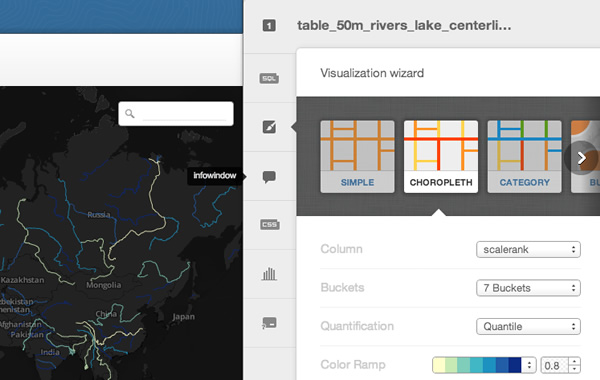 1
table_50m_rivers_lake_centerli...
SQL
Visualization wizard
SIMPLE
CHOROPLETH
CATEGORY
BU
infowindow
Russia
CSS
Column
scalerank
Kazakhstan
Mongolia
Buckets
7 Buckets
China
Japan
Afghanistan
Pakistan
Quantification
Quantile
India
Color Ramp
0.8